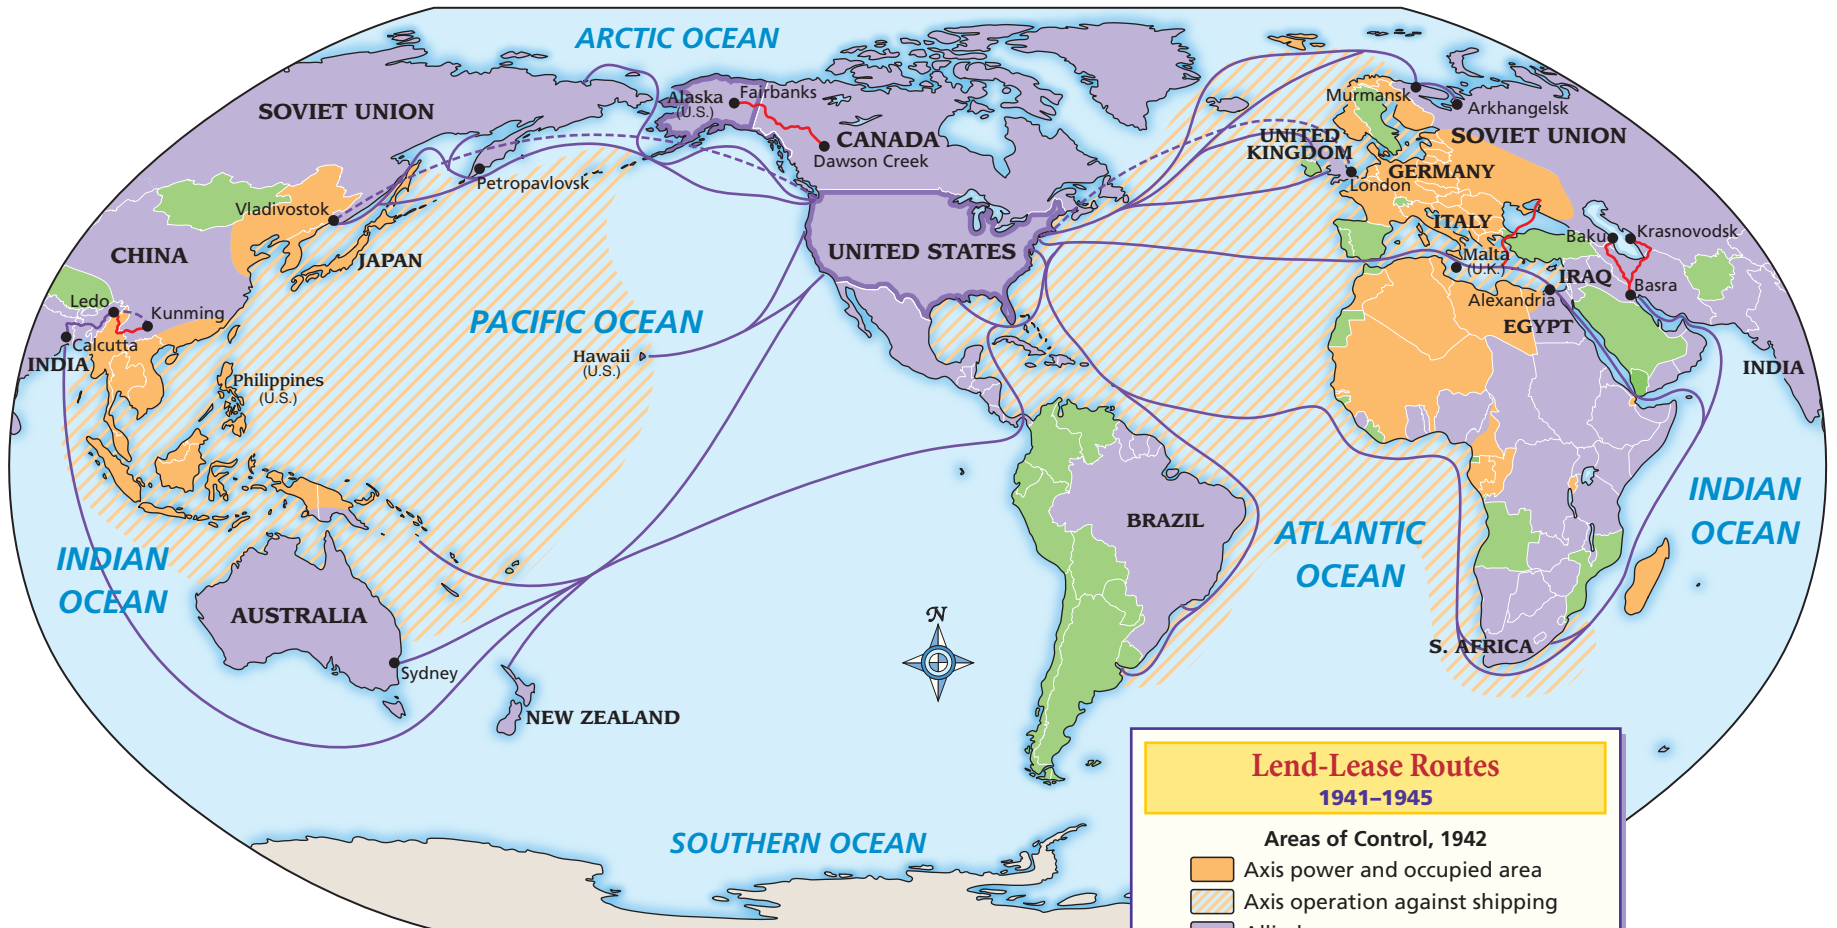 ARCTIC OCEAN
SOVIET UNION
Alaska
(U.S.)
Fairbanks
CANADA
Dawson Creek
Petropavlovsk
Vladivostok
CHINA
JAPAN
Ledo
Kunming
Calcutta
INDIA
Philippines
(U.S.)
PACIFIC OCEAN
Hawaii
(U.S.)
UNITED STATES
Murmansk
Arkhangelsk
UNITED
KINGDOM
SOVIET UNION
GERMANY
London
ITALY
Baku
Krasnovodsk
Malta
(U.K.)
IRAQ
Basra
Alexandria
EGYPT
INDIA
INDIAN
OCEAN
AUSTRALIA
Sydney
NEW ZEALAND
N
BRAZIL
ATLANTIC
OCEAN
INDIAN
OCEAN
S. AFRICA
SOUTHERN OCEAN
Lend-Lease Routes
1941–1945
Areas of Control, 1942
Axis power and occupied area
Axis operation against shipping